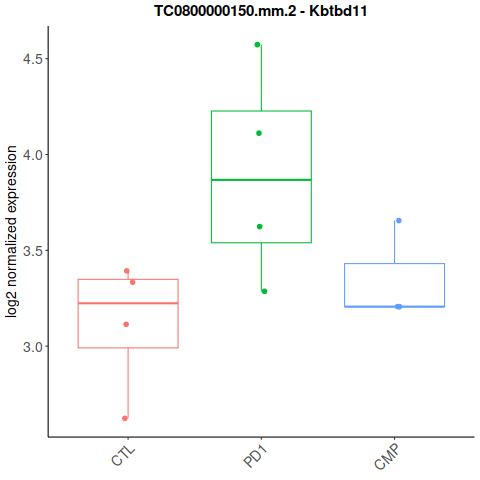 TC0800000150.mm.2 - Kbtbd11
log2 normalized expression
4.5
4.0
3.5
3.0
CTL
PD1
CMP